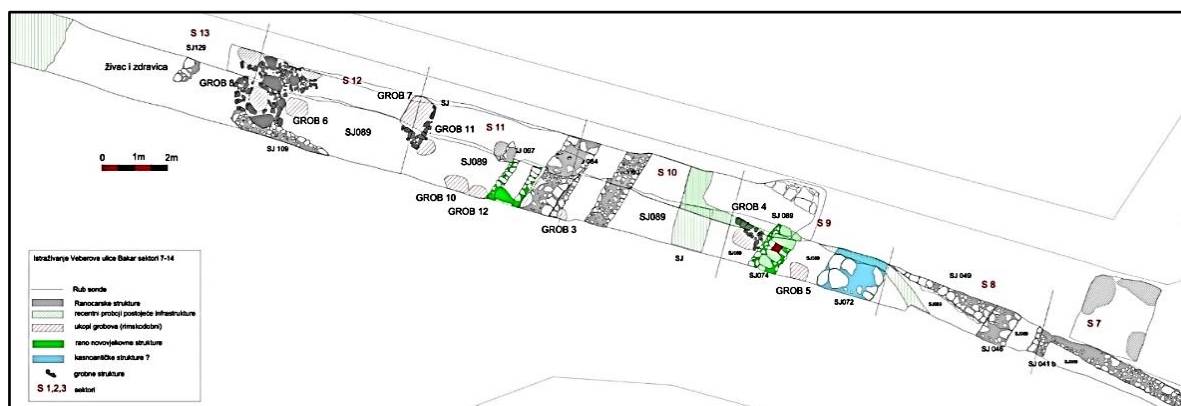 S 13
SJ129
živac i zdravica
GROB 8
S 12
GROB 7
SJ
GROB 6
SJ089
GROB 11
S 11
SJ 109
0 1m 2m
SJ 097
SJ089
SJ 084
S 10
GROB 10
GROB 12
GROB 4
SJ 089
S 9
GROB 3
SJ089
SJ
SJ074
GROB 5
SJ072
SJ 049
S 8
S 7
SJ 046
SJ 041 b
Istraživanje Veberova ulice Bakar sektori 7-14
Rub sonde
Ranocarske strukture
recentni proboji postojeće infrastrukture
ukopi grobova (rimskodobni)
rano novovjekovne strukture
kasnoantičke strukture ?
grobne strukture
S 1,2,3 sektori